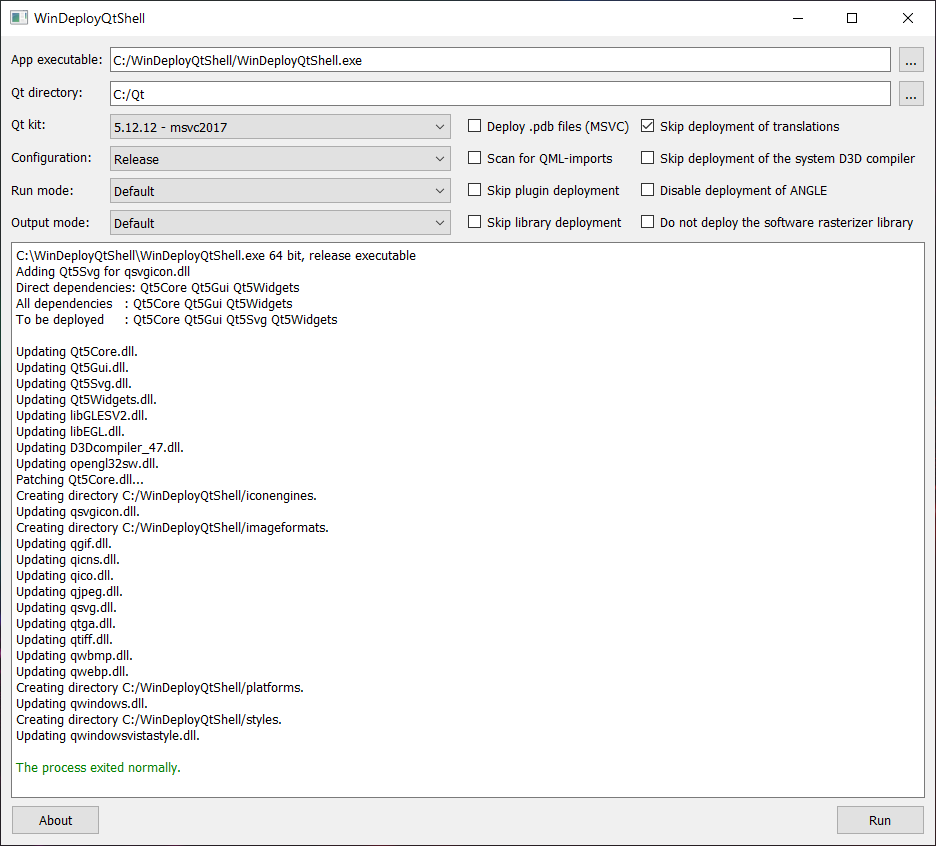 WinDeployQtShell
App executable: C:/WinDeployQtShell/WinDeployQtShell.exe ...
Qt directory: C:/Qt ...
Qt kit: 5.12.12 - msvc2017 Deploy .pdb files (MSVC) Skip deployment of translations
Configuration: Release Scan for QML-imports Skip deployment of the system D3D compiler
Run mode: Default Skip plugin deployment Disable deployment of ANGLE
Output mode: Default Skip library deployment Do not deploy the software rasterizer library
C:\WinDeployQtShell\WinDeployQtShell.exe 64 bit, release executable
Adding Qt5Svg for qsvgicon.dll
Direct dependencies: Qt5Core Qt5Gui Qt5Widgets
All dependencies : Qt5Core Qt5Gui Qt5Widgets
To be deployed : Qt5Core Qt5Gui Qt5Svg Qt5Widgets
Updating Qt5Core.dll.
Updating Qt5Gui.dll.
Updating Qt5Svg.dll.
Updating Qt5Widgets.dll.
Updating libGLESV2.dll.
Updating libEGL.dll.
Updating D3Dcompiler_47.dll.
Updating opengl32sw.dll.
Patching Qt5Core.dll...
Creating directory C:/WinDeployQtShell/iconengines.
Updating qsvgicon.dll.
Creating directory C:/WinDeployQtShell/imageformats.
Updating qgif.dll.
Updating qicns.dll.
Updating qico.dll.
Updating qjpeg.dll.
Updating qsvg.dll.
Updating qtga.dll.
Updating qtiff.dll.
Updating qwbmp.dll.
Updating qwebp.dll.
Creating directory C:/WinDeployQtShell/platforms.
Updating qwindows.dll.
Creating directory C:/WinDeployQtShell/styles.
Updating qwindowsvistastyle.dll.
The process exited normally.
About Run